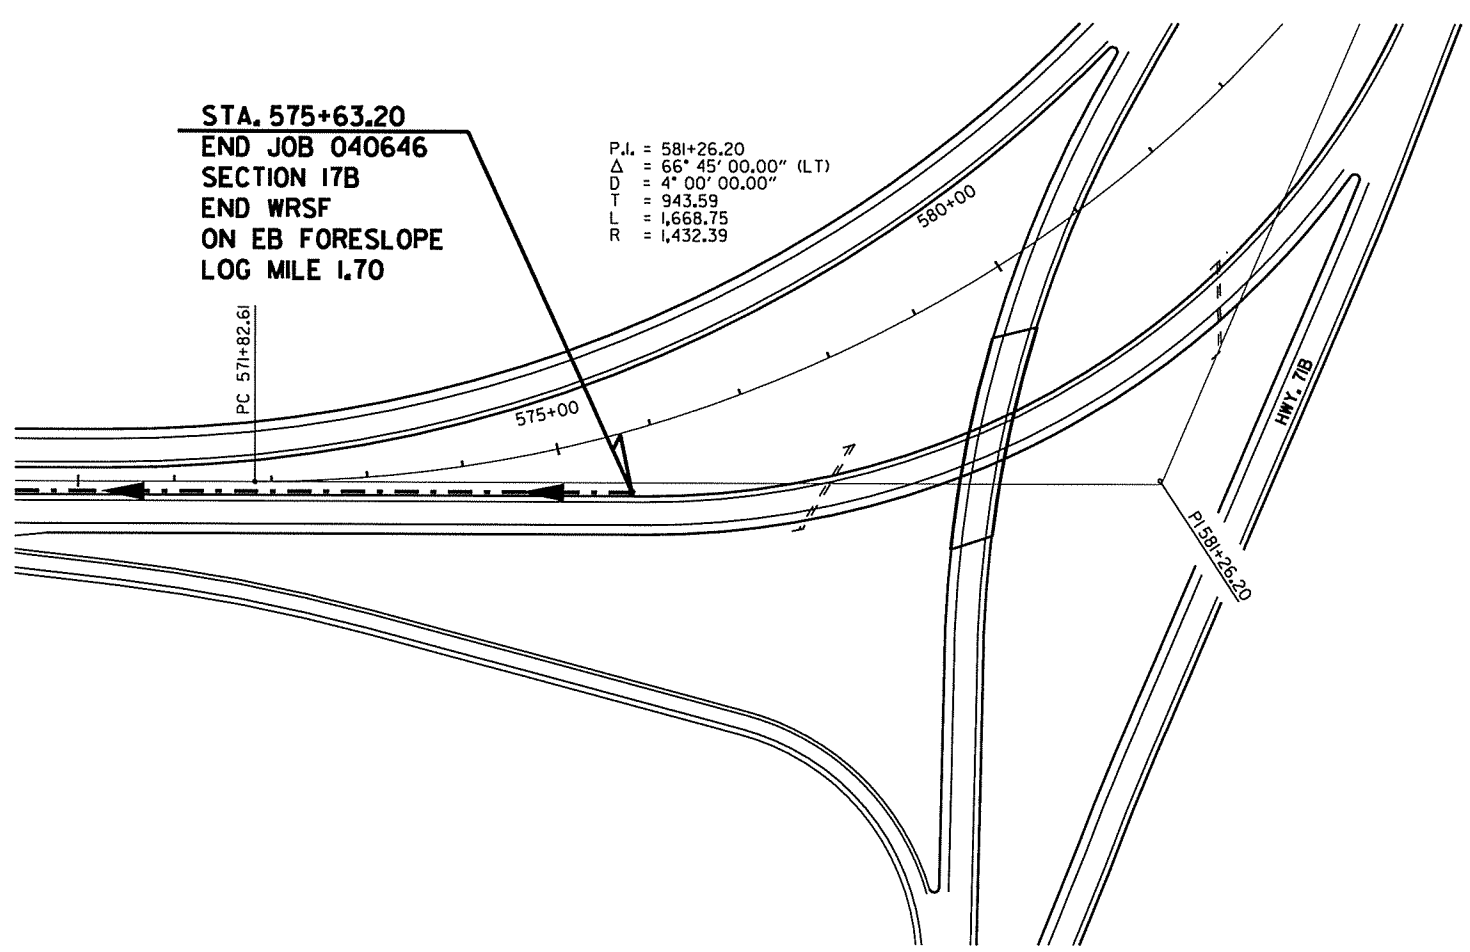 STA. 575+63.20
END JOB 040646
SECTION 17B
END WRSF
ON EB FORESLOPE
LOG MILE 1.70
P.I. = 581+26.20
Δ = 66° 45' 00.00" (LT)
D = 4° 00' 00.00"
T = 943.59
L = 1,668.75
R = 1,432.39
580+00
PC 571+82.61
575+00
HWY. 71B
PI 581+26.20